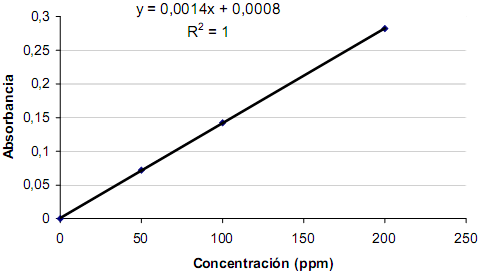 y = 0,0014x + 0,0008
R² = 1
0,3
0,25
0,2
0,15
0,1
0,05
0
Absorbancia
0 50 100 150 200 250
Concentración (ppm)